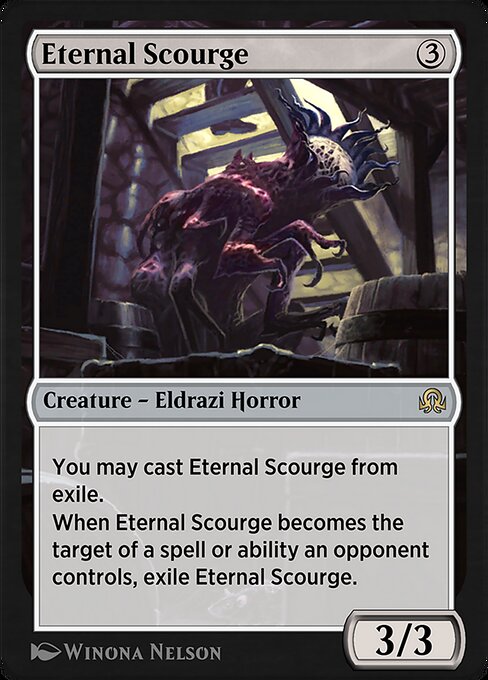 Eternal Scourge 3
Creature – Eldrazi Horror
You may cast Eternal Scourge from
exile.
When Eternal Scourge becomes the
target of a spell or ability an opponent
controls, exile Eternal Scourge.
3/3
Winona Nelson